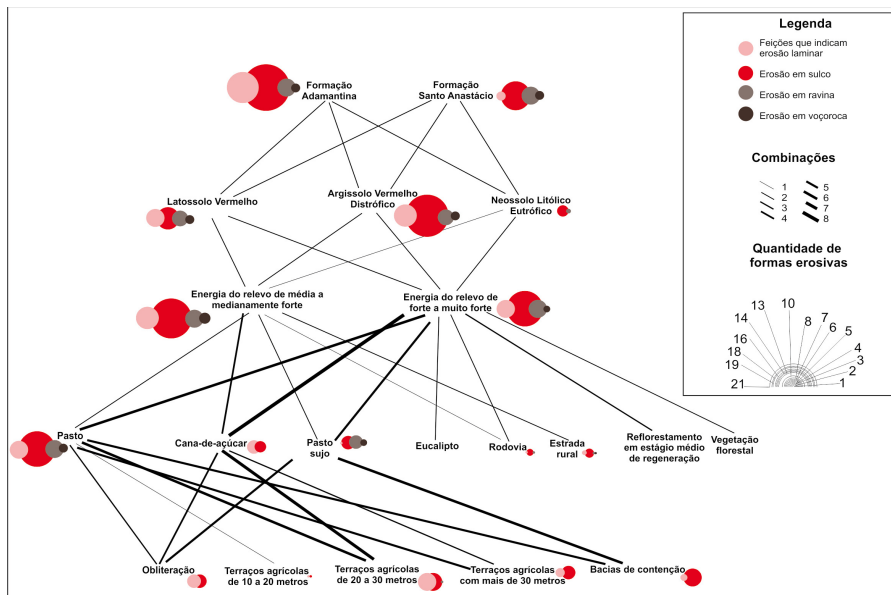 Legenda
Feições que indicam
erosão laminar
Erosão em sulco
Erosão em ravina
Erosão em voçoroca
Combinações
1
2
3
4
5
6
7
8
Quantidade de
formas erosivas
21
19
18
16
14
13
10
8
7
6
5
4
3
2
1
Formação
Adamantina
Formação
Santo Anastácio
Latossolo Vermelho
Argissolo Vermelho
Distrófico
Neossolo Litólico
Eutrófico
Energia do relevo de média a
medianamente forte
Energia do relevo de
forte a muito forte
Pasto
Cana-de-açúcar
Pasto
sujo
Eucalipto
Rodovia
Estrada
rural
Reflorestamento
em estágio médio
de regeneração
Vegetação
florestal
Obliteração
Terraços agrícolas
de 10 a 20 metros
Terraços agrícolas
de 20 a 30 metros
Terraços agrícolas
com mais de 30 metros
Bacias de contenção